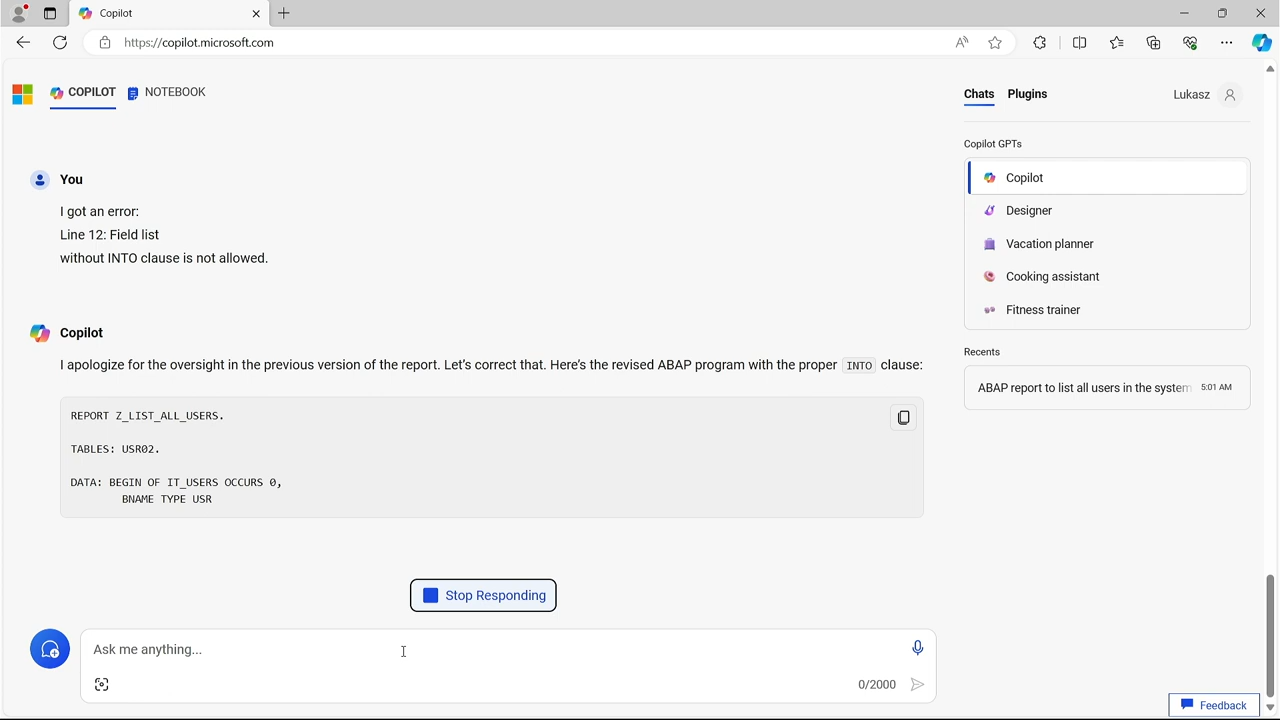 Copilot
https://copilot.microsoft.com
COPILOT
NOTEBOOK
Chats
Plugins
Lukasz
You
I got an error:
Line 12: Field list
without INTO clause is not allowed.
Copilot
I apologize for the oversight in the previous version of the report. Let's correct that. Here's the revised ABAP program with the proper INTO clause:
REPORT Z_LIST_ALL_USERS.
TABLES: USR02.
DATA: BEGIN OF IT_USERS OCCURS 0,
BNAME TYPE USR
Stop Responding
Ask me anything...
0/2000
Copilot GPTs
Copilot
Designer
Vacation planner
Cooking assistant
Fitness trainer
Recents
ABAP report to list all users in the system 5:01 AM
Feedback